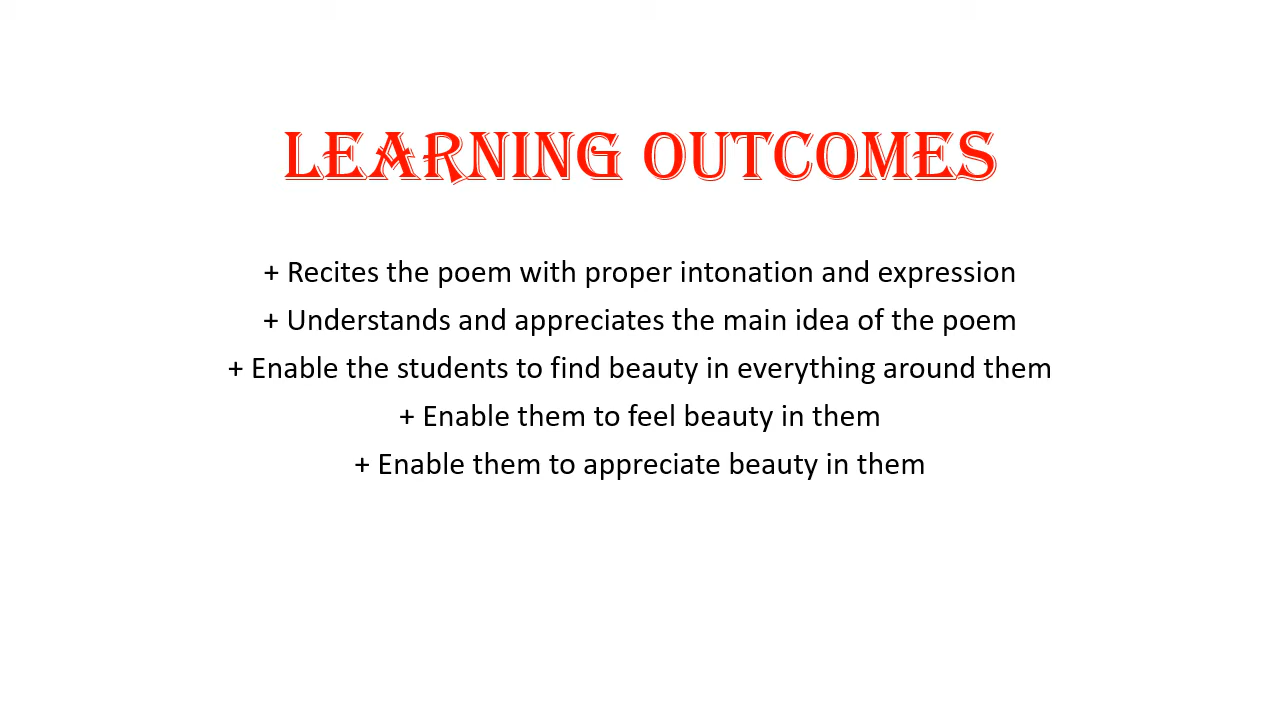 LEARNING OUTCOMES
+ Recites the poem with proper intonation and expression
+ Understands and appreciates the main idea of the poem
+ Enable the students to find beauty in everything around them
+ Enable them to feel beauty in them
+ Enable them to appreciate beauty in them